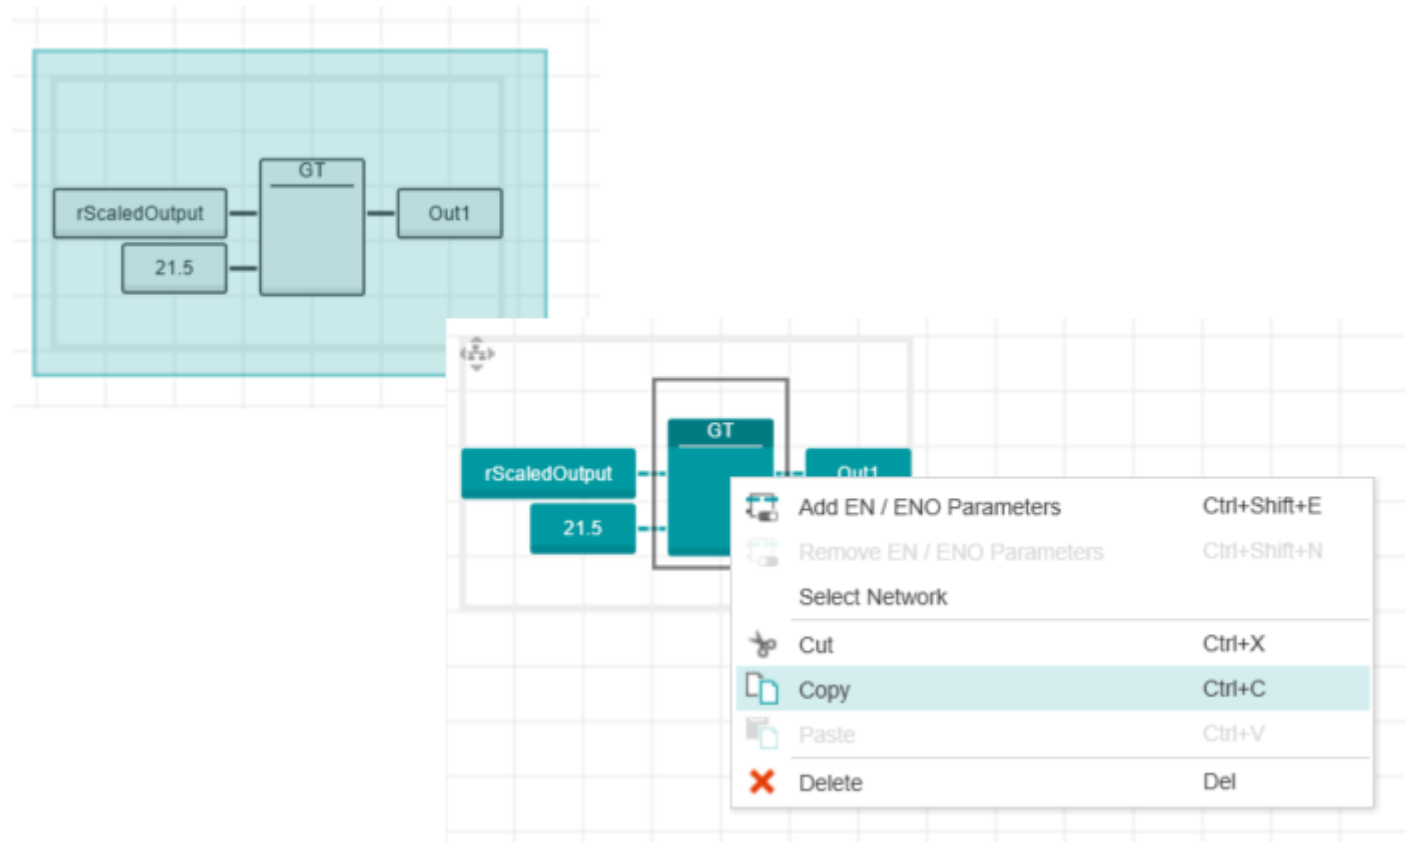 GT
rScaledOutput
Out1
21.5
GT
rScaledOutput
Out1
21.5
Add EN / ENO Parameters Ctrl+Shift+E
Remove EN / ENO Parameters Ctrl+Shift+N
Select Network
Cut Ctrl+X
Copy Ctrl+C
Paste Ctrl+V
Delete Del